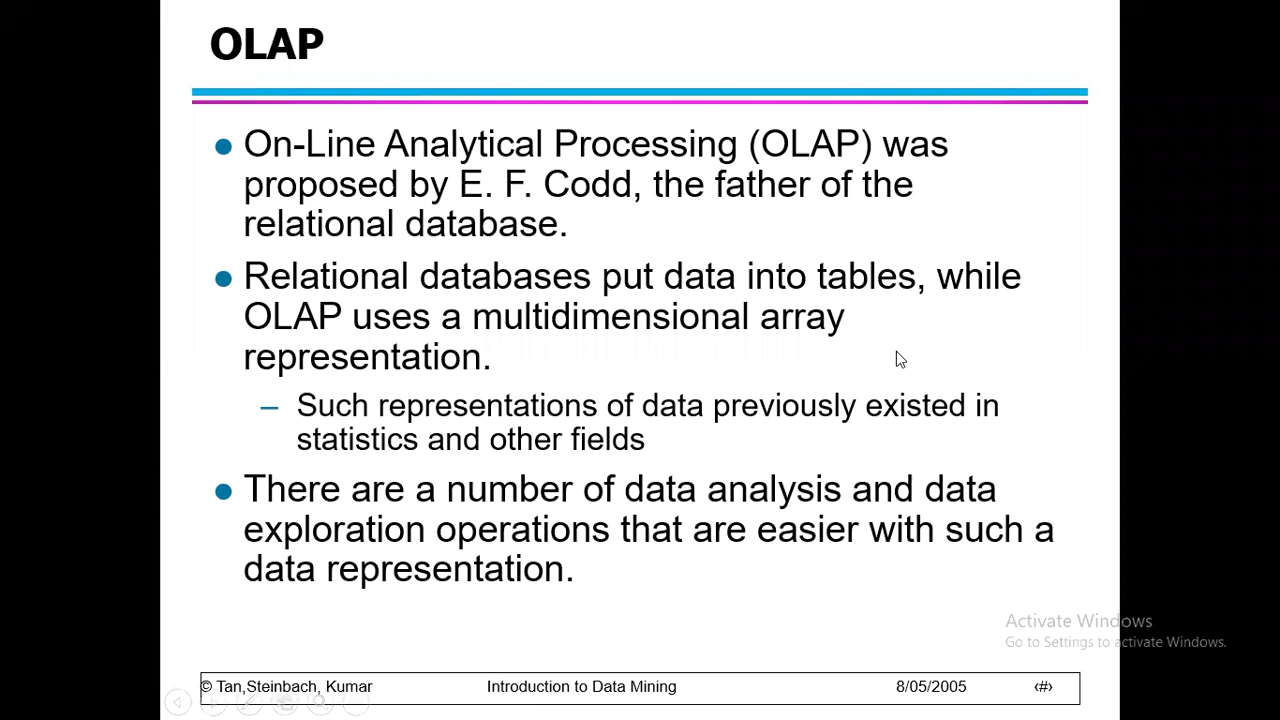 OLAP
On-Line Analytical Processing (OLAP) was
proposed by E. F. Codd, the father of the
relational database.
Relational databases put data into tables, while
OLAP uses a multidimensional array
representation.
– Such representations of data previously existed in
statistics and other fields
There are a number of data analysis and data
exploration operations that are easier with such a
data representation.
Activate Windows
Go to Settings to activate Windows.
© Tan,Steinbach, Kumar Introduction to Data Mining 8/05/2005 ‹#›